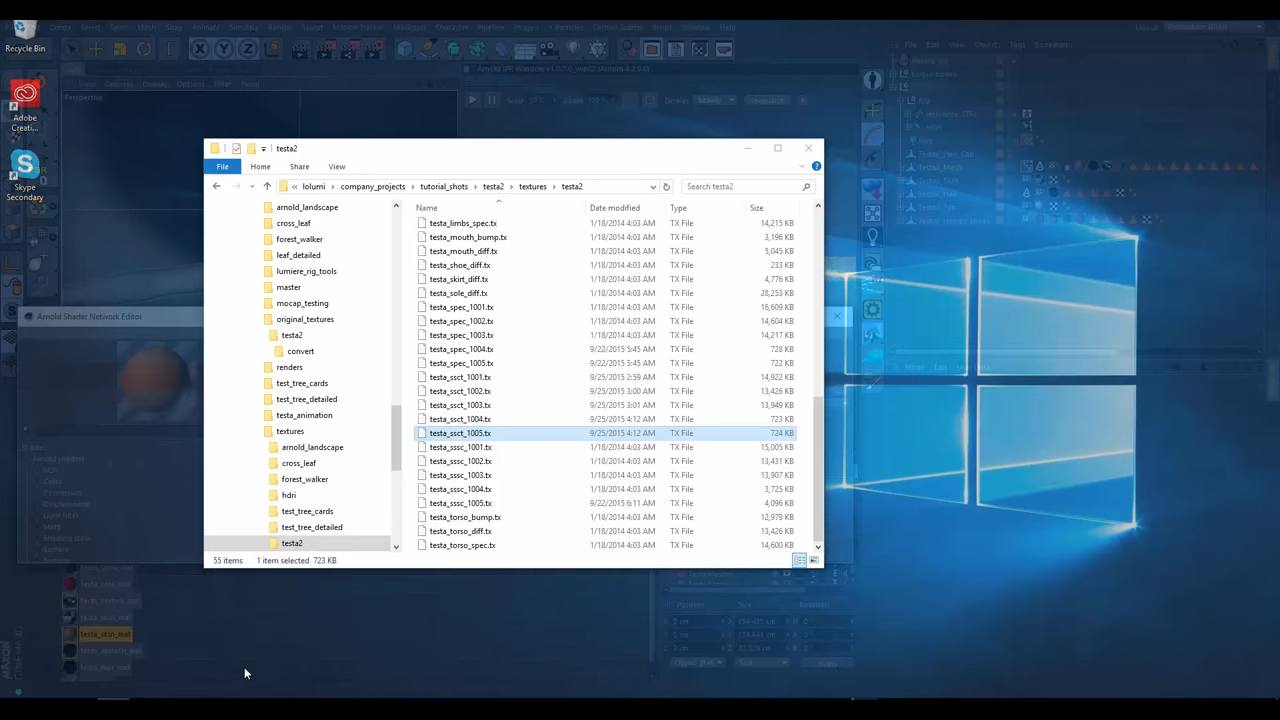 Recycle Bin
Adobe
Creati...
Skype
Secondary
Perspective
Arnold IPR Window
Arnold Shader Network Editor
testa2
File
Home
Share
View
« lolumi › company_projects › tutorial_shots › testa2 › textures › testa2
Search testa2
Name
Date modified
Type
Size
arnold_landscape
cross_leaf
forest_walker
leaf_detailed
lumiere_rig_tools
master
mocap_testing
original_textures
testa2
convert
renders
test_tree_cards
test_tree_detailed
testa_animation
textures
arnold_landscape
cross_leaf
forest_walker
hdri
test_tree_cards
test_tree_detailed
testa2
testa_limbs_spec.tx 1/18/2014 4:03 AM TX File 14,215 KB
testa_mouth_bump.tx 1/18/2014 4:03 AM TX File 3,196 KB
testa_mouth_diff.tx 1/18/2014 4:03 AM TX File 5,045 KB
testa_shoe_diff.tx 1/18/2014 4:03 AM TX File 233 KB
testa_skirt_diff.tx 1/18/2014 4:03 AM TX File 4,776 KB
testa_sole_diff.tx 1/18/2014 4:03 AM TX File 28,253 KB
testa_spec_1001.tx 1/18/2014 4:03 AM TX File 16,609 KB
testa_spec_1002.tx 1/18/2014 4:03 AM TX File 14,604 KB
testa_spec_1003.tx 1/18/2014 4:03 AM TX File 14,217 KB
testa_spec_1004.tx 9/22/2015 5:45 AM TX File 728 KB
testa_spec_1005.tx 9/22/2015 5:45 AM TX File 722 KB
testa_ssct_1001.tx 9/25/2015 2:59 AM TX File 14,922 KB
testa_ssct_1002.tx 9/25/2015 3:00 AM TX File 13,426 KB
testa_ssct_1003.tx 9/25/2015 3:01 AM TX File 13,949 KB
testa_ssct_1004.tx 9/25/2015 4:12 AM TX File 723 KB
testa_ssct_1005.tx 9/25/2015 4:12 AM TX File 724 KB
testa_sssc_1001.tx 1/18/2014 4:03 AM TX File 15,005 KB
testa_sssc_1002.tx 1/18/2014 4:03 AM TX File 13,431 KB
testa_sssc_1003.tx 1/18/2014 4:03 AM TX File 13,907 KB
testa_sssc_1004.tx 1/18/2014 4:03 AM TX File 3,725 KB
testa_sssc_1005.tx 9/22/2015 6:11 AM TX File 4,096 KB
testa_torso_bump.tx 1/18/2014 4:03 AM TX File 12,979 KB
testa_torso_diff.tx 1/18/2014 4:03 AM TX File 13,426 KB
testa_torso_spec.tx 1/18/2014 4:03 AM TX File 14,600 KB
55 items
1 item selected 723 KB
testa_skin_mat